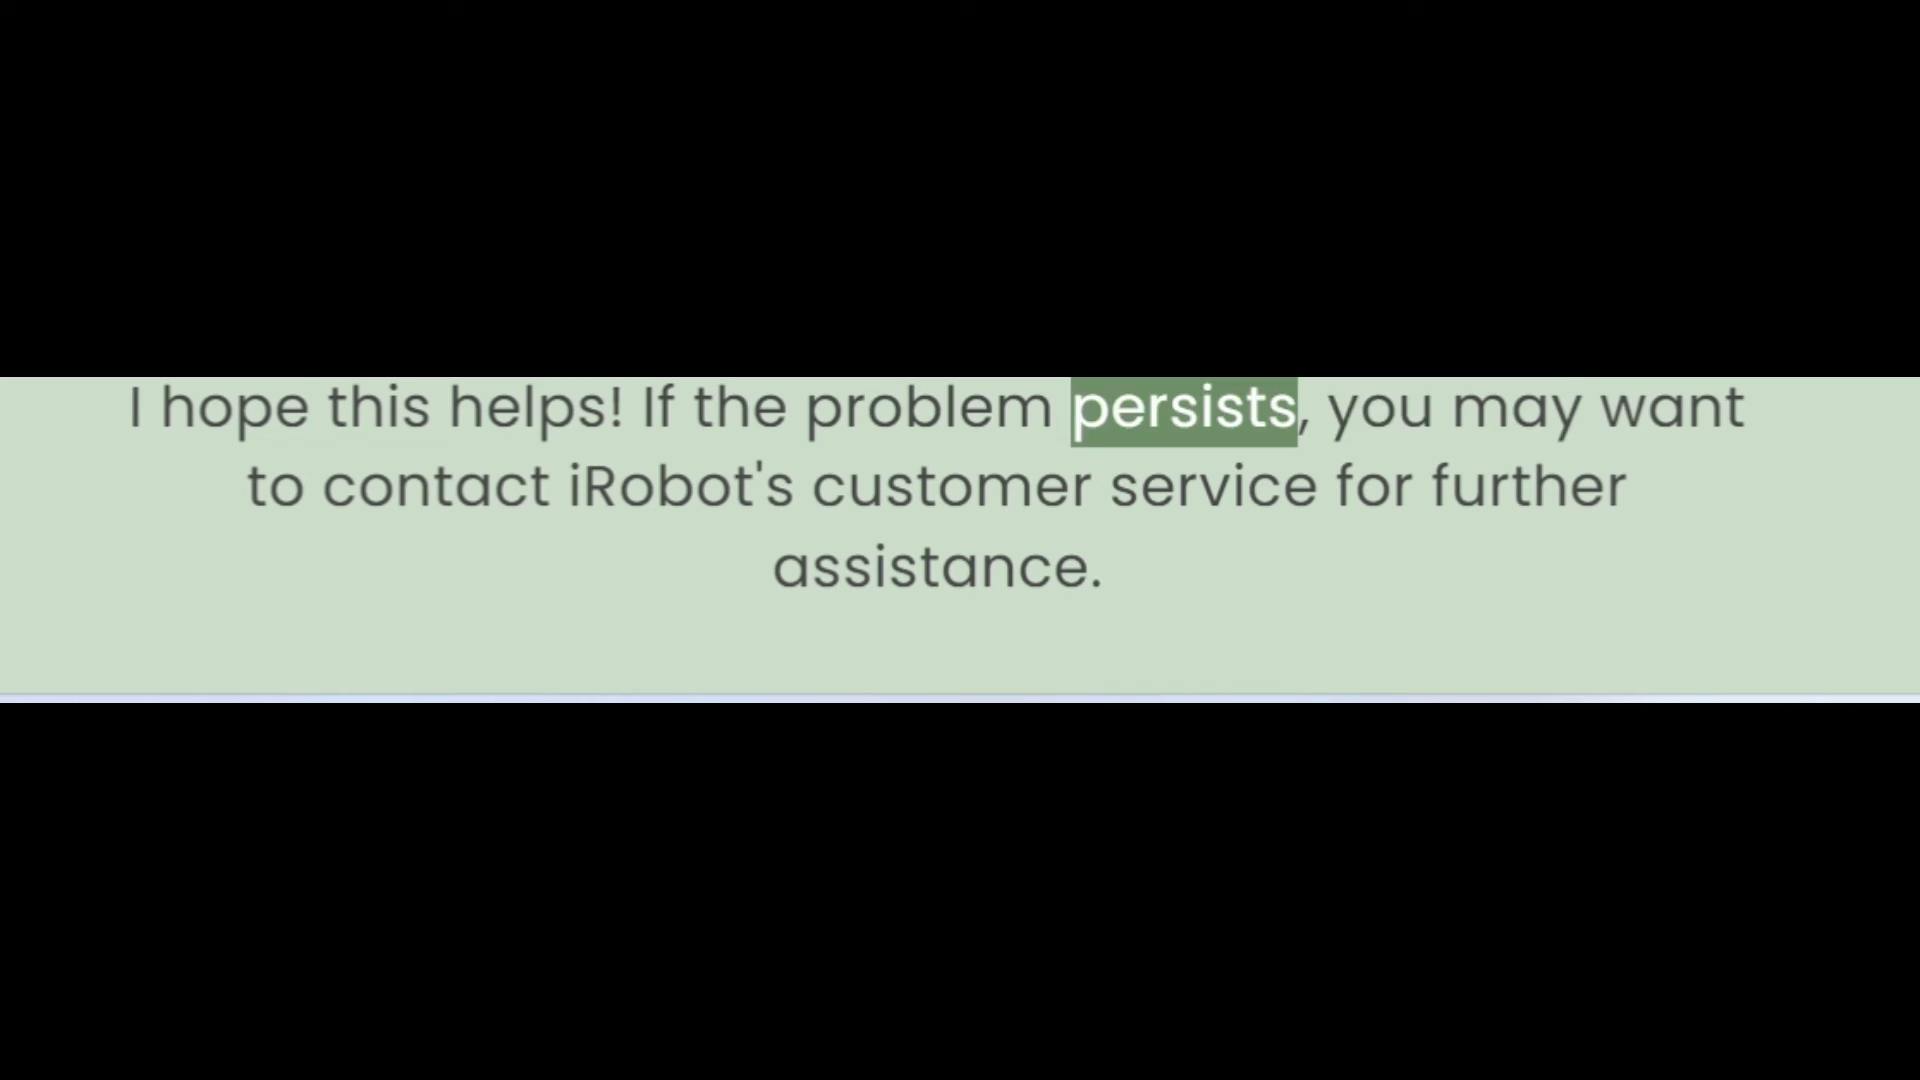 I hope this helps! If the problem persists, you may want
to contact iRobot's customer service for further
assistance.